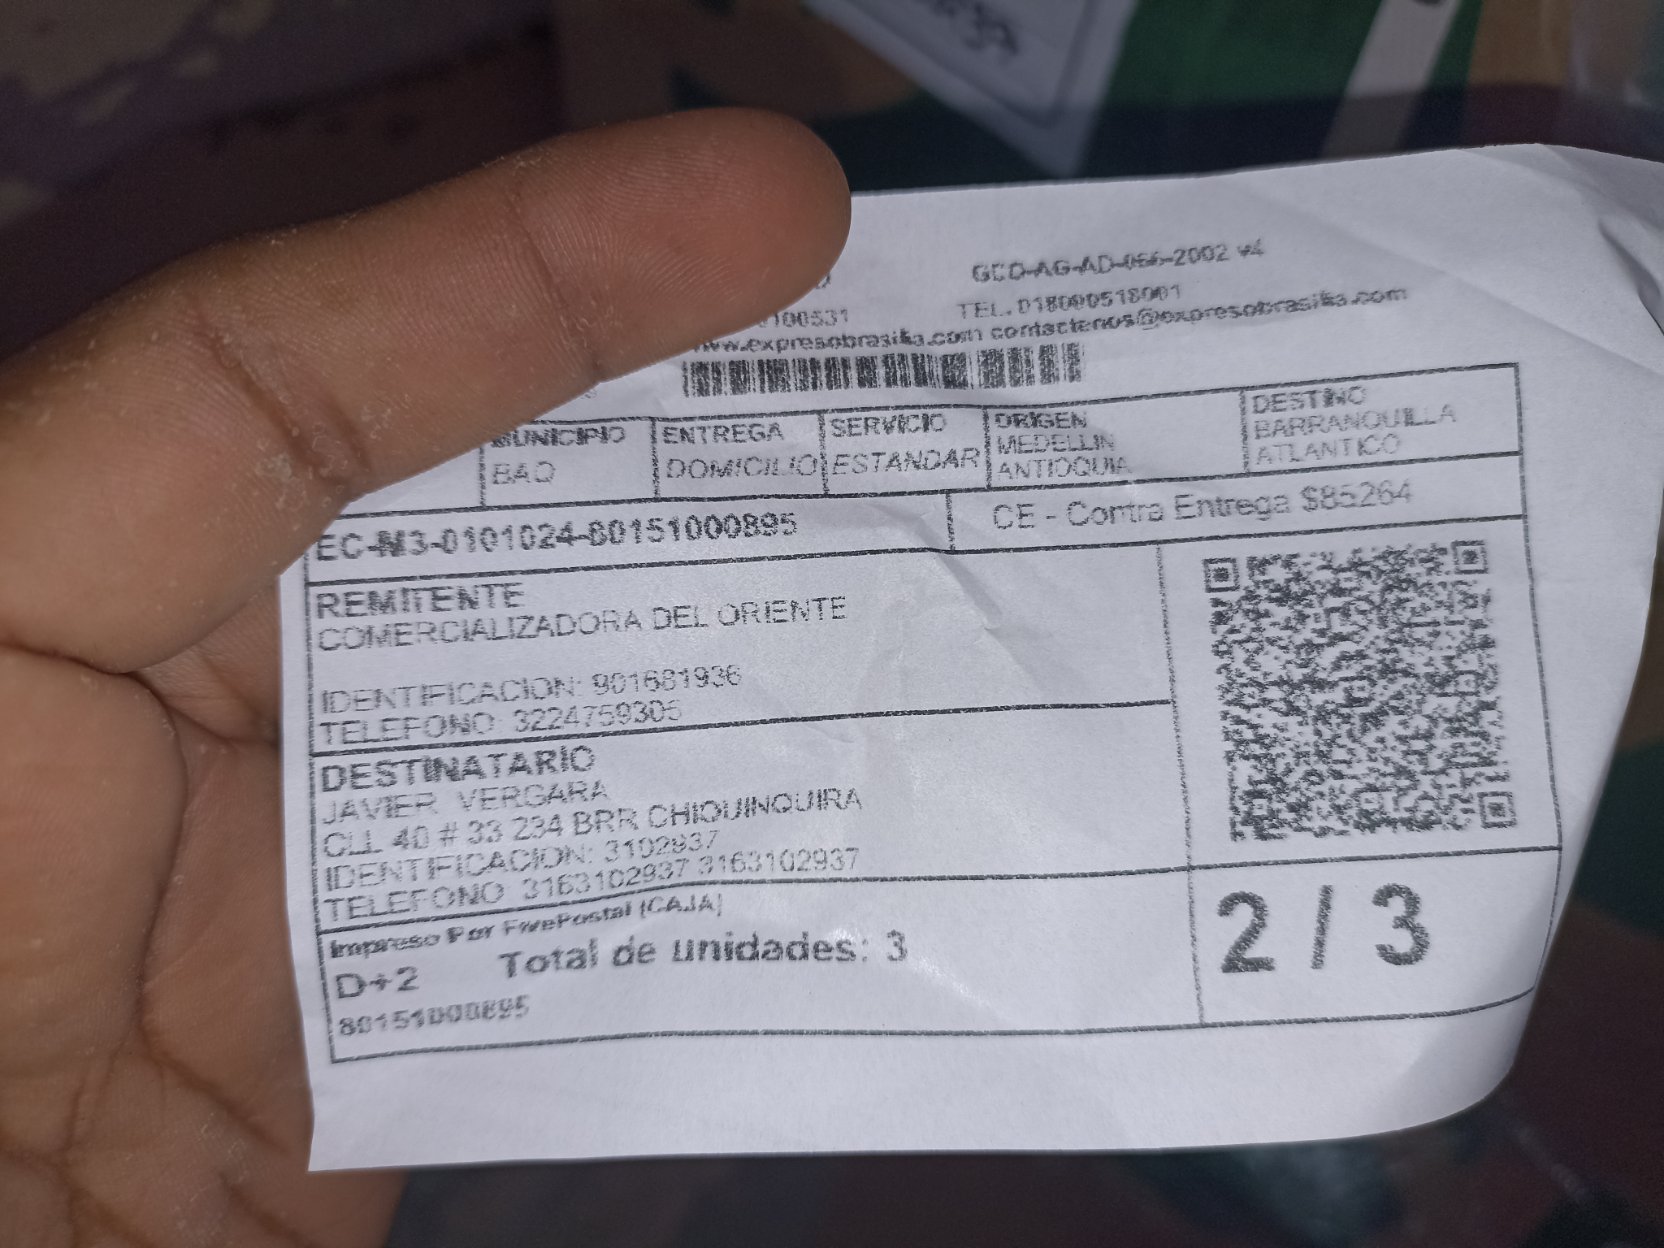 GCO-AG-AD-066-2002 v4
100531 TEL. 018000518001
www.expresobrasilia.com contactenos@expresobrasilia.com
MUNICIPIO ENTREGA SERVICIO ORIGEN DESTINO
BAQ DOMICILIO ESTANDAR MEDELLIN BARRANQUILLA
ANTIOQUIA ATLANTICO
EC-M3-0101024-80151000895 CE - Contra Entrega $85264
REMITENTE
COMERCIALIZADORA DEL ORIENTE
IDENTIFICACION: 901681936
TELEFONO 3224759305
DESTINATARIO
JAVIER VERGARA
CLL 40 # 33 234 BRR CHIQUINQUIRA
IDENTIFICACION: 3102937
TELEFONO 3163102937 3163102937
Impreso Por FivePostal (CAJA)
D+2 Total de unidades: 3
80151000895
2 / 3